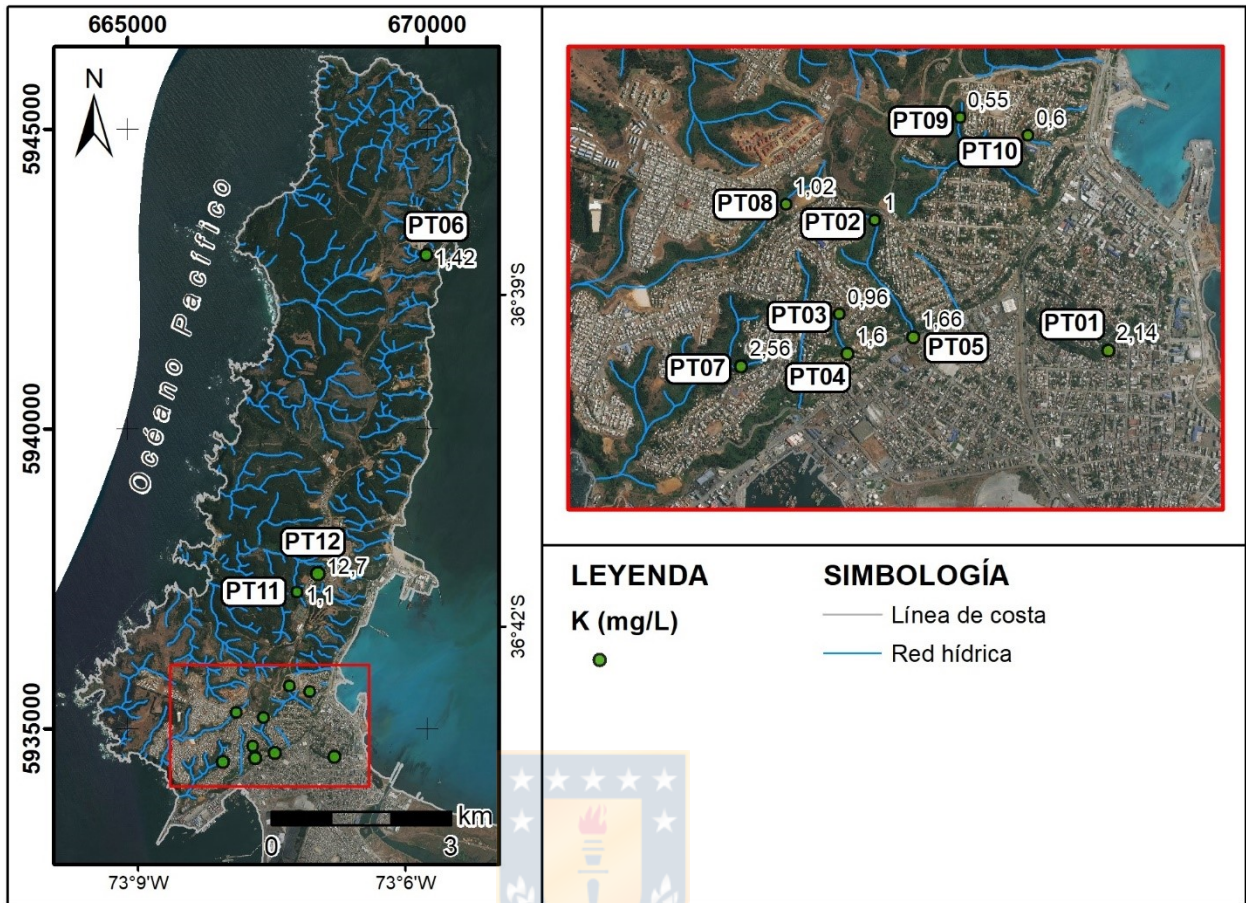 665000
670000
N
5945000
5940000
5935000
Océano Pacífico
PT06
1,42
PT12
12,7
PT11
1,1
36°39'S
36°42'S
km
0
3
73°9'W
73°6'W
PT09
0,55
PT10
0,6
PT08
1,02
PT02
1
PT03
0,96
PT01
2,14
1,66
PT05
PT07
2,56
PT04
1,6
LEYENDA
K (mg/L)
SIMBOLOGÍA
Línea de costa
Red hídrica